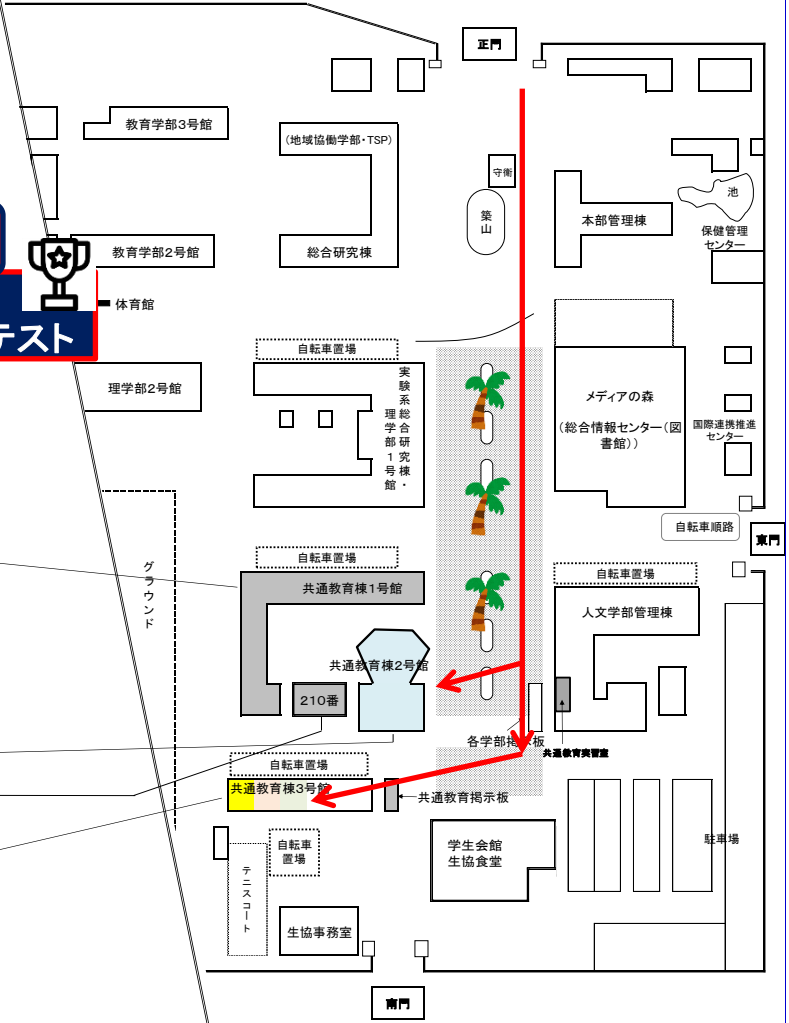 正門
教育学部3号館
(地域協働学部・TSP)
守衛
築山
本部管理棟
池
保健管理
センター
教育学部2号館
総合研究棟
体育館
テスト
自転車置場
理学部2号館
実験系総合研究棟・
理学部1号館
メディアの森
(総合情報センター(図
書館))
国際連携推進
センター
自転車順路
東門
グラウンド
自転車置場
自転車置場
共通教育棟1号館
人文学部管理棟
共通教育棟2号館
210番
各学部掲示板
共通教育実習室
自転車置場
共通教育棟3号館
共通教育掲示板
学生会館
生協食堂
駐車場
自転車
置場
テニスコート
生協事務室
南門